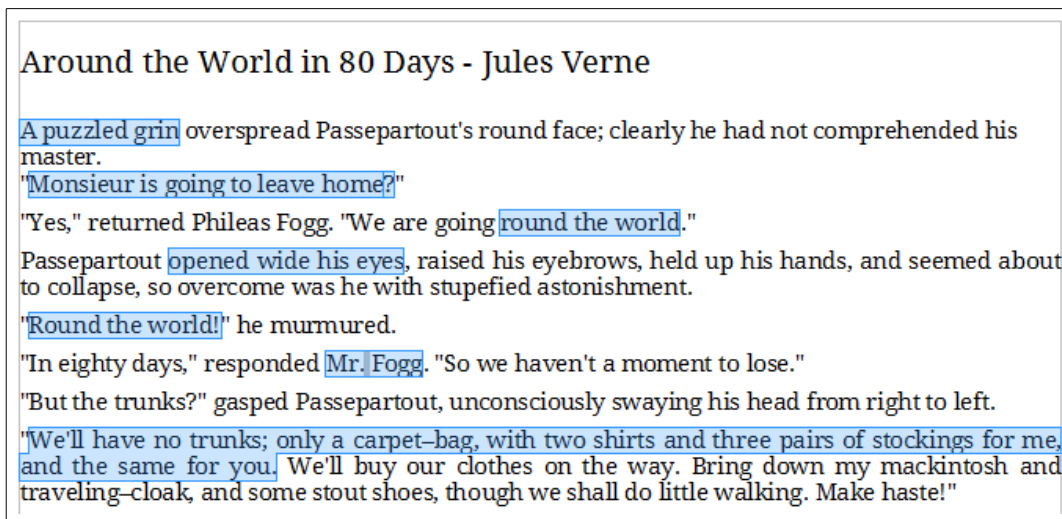 Around the World in 80 Days - Jules Verne
A puzzled grin overspread Passepartout's round face; clearly he had not comprehended his
master.
"Monsieur is going to leave home?"
"Yes," returned Phileas Fogg. "We are going round the world."
Passepartout opened wide his eyes, raised his eyebrows, held up his hands, and seemed about
to collapse, so overcome was he with stupefied astonishment.
"Round the world!" he murmured.
"In eighty days," responded Mr. Fogg. "So we haven't a moment to lose."
"But the trunks?" gasped Passepartout, unconsciously swaying his head from right to left.
"We'll have no trunks; only a carpet–bag, with two shirts and three pairs of stockings for me,
and the same for you. We'll buy our clothes on the way. Bring down my mackintosh and
traveling–cloak, and some stout shoes, though we shall do little walking. Make haste!"